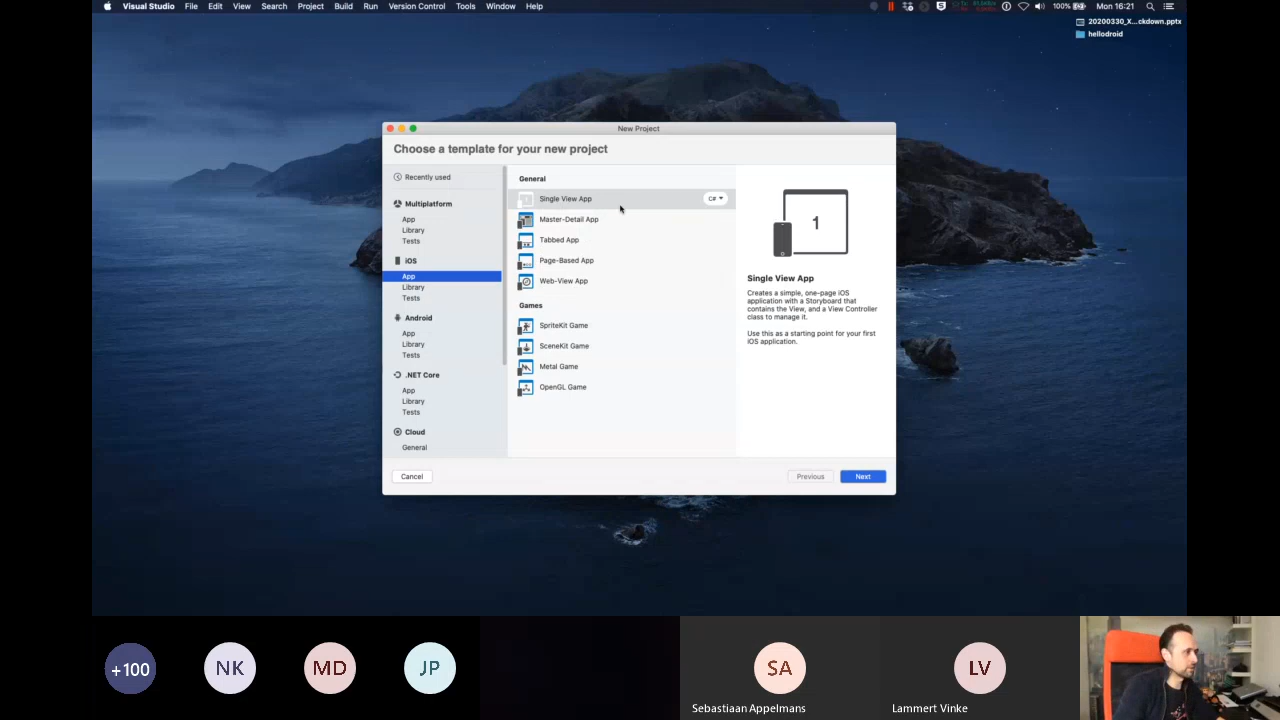 Visual Studio File Edit View Search Project Build Run Version Control Tools Window Help
100% Mon 16:21
20200330_X...ckdown.pptx
hellodroid
New Project
Choose a template for your new project
Recently used
Multiplatform
App
Library
Tests
iOS
App
Library
Tests
Android
App
Library
Tests
.NET Core
App
Library
Tests
Cloud
General
General
Single View App C#
Master-Detail App
Tabbed App
Page-Based App
Web-View App
Games
SpriteKit Game
SceneKit Game
Metal Game
OpenGL Game
1
Single View App
Creates a simple, one-page iOS
application with a Storyboard that
contains the View, and a View Controller
class to manage it.
Use this as a starting point for your first
iOS application.
Cancel Previous Next
+100 NK MD JP SA LV
Sebastiaan Appelmans Lammert Vinke